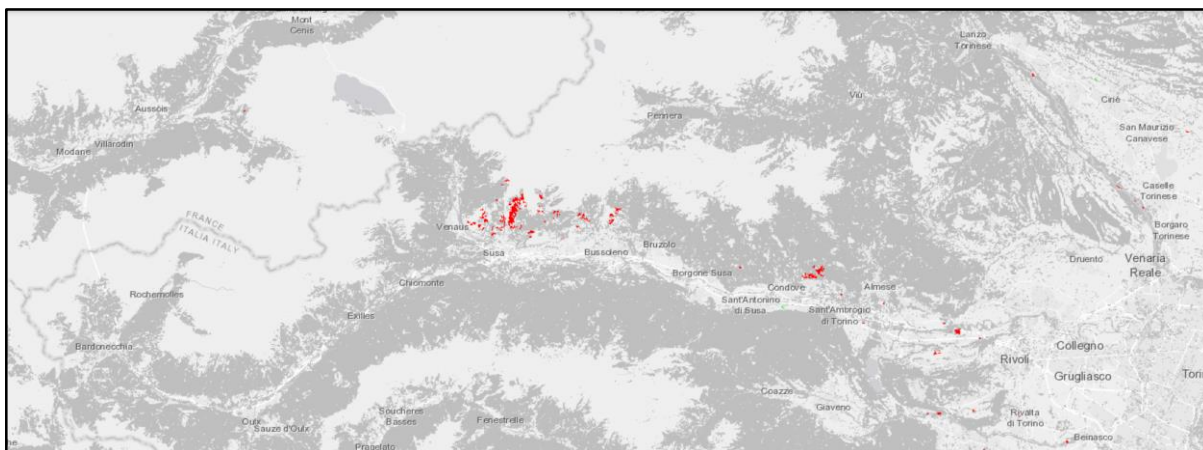 Mont
Cenis
Lanzo
Torinese
Aussois
Viù
Ciriè
Pennera
San Maurizio
Canavese
Villarodin
Modane
Caselle
Torinese
FRANCE
ITALIA ITALY
Venaus
Borgaro
Torinese
Susa
Bussoleno
Bruzolo
Druento
Venaria
Reale
Borgone Susa
Chiomonte
Condove
Almese
Rochemolles
Sant'Antonino
di Susa
Sant'Ambrogio
di Torino
Exilles
Bardonecchia
Collegno
Rivoli
Grugliasco
Coazze
Giaveno
Soucheres
Basses
Fenestrelle
Rivalta
di Torino
Oulx
Sauze d'Oulx
Beinasco
Pragelato